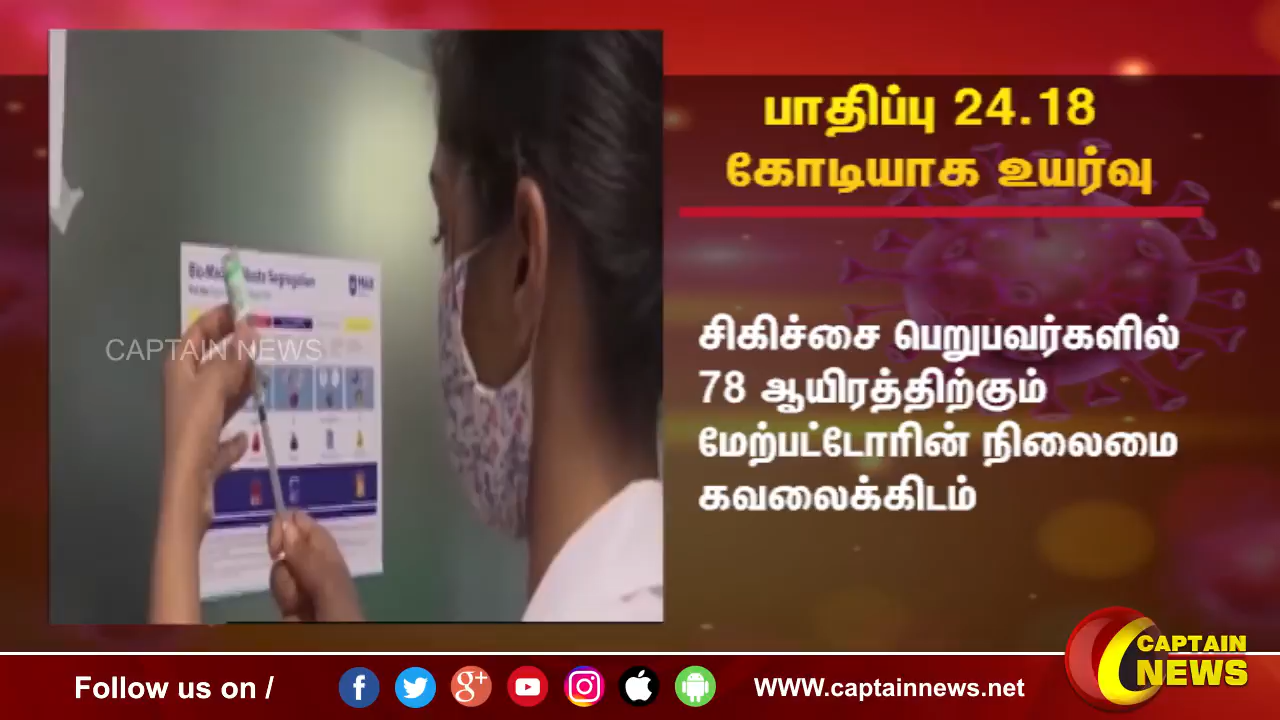 பாதிப்பு 24.18
கோடியாக உயர்வு
சிகிச்சை பெறுபவர்களில்
78 ஆயிரத்திற்கும்
மேற்பட்டோரின் நிலைமை
கவலைக்கிடம்
CAPTAIN NEWS
Segregation
Follow us on /
WWW.captainnews.net
CAPTAIN
NEWS